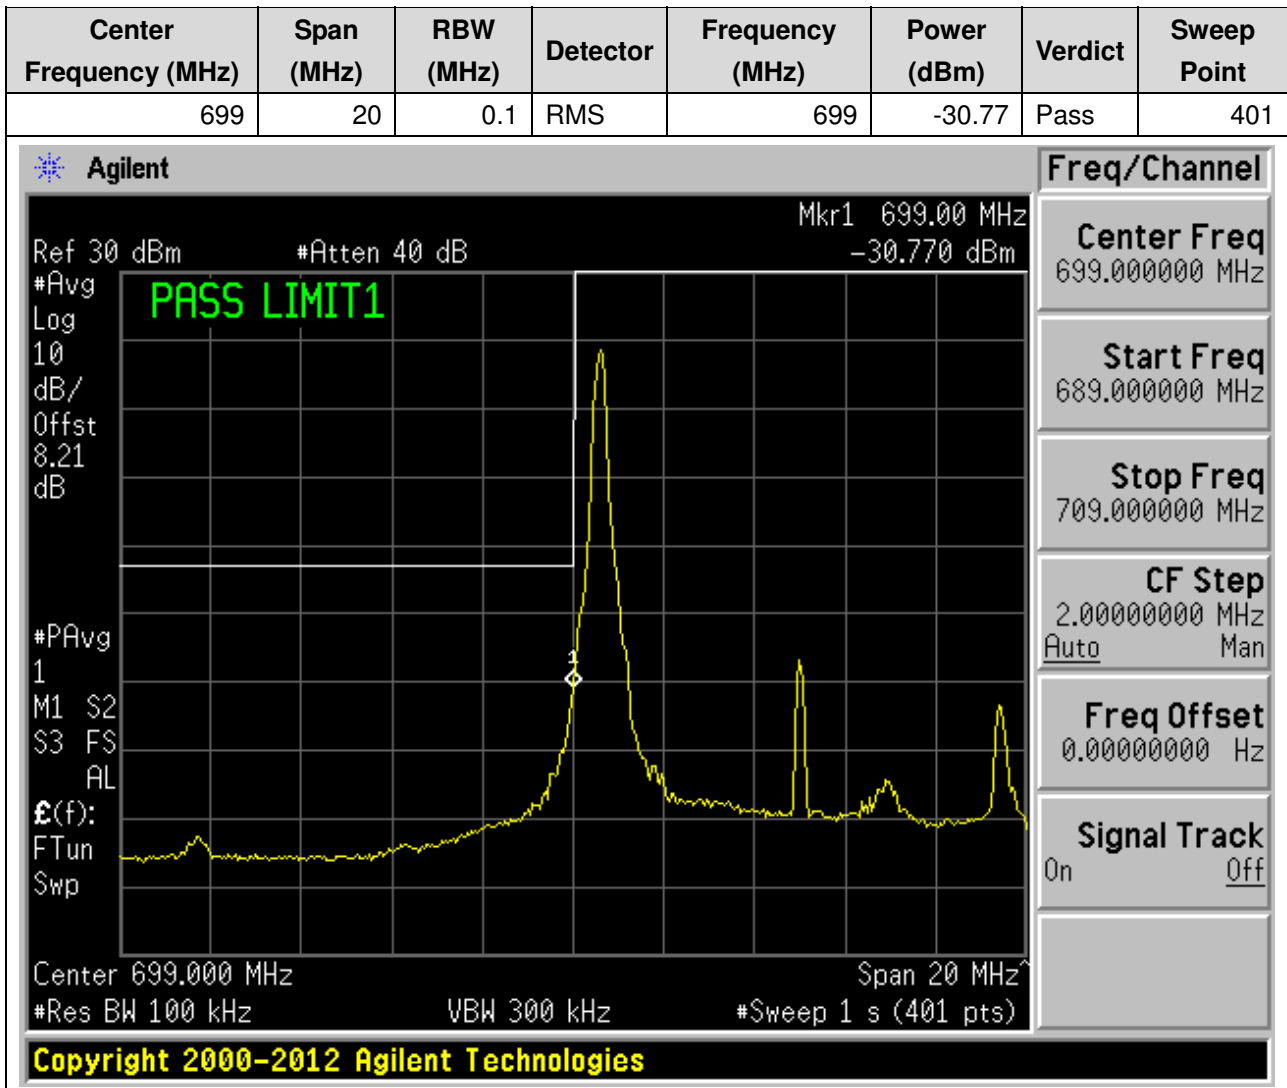 Center Frequency (MHz) Span (MHz) RBW (MHz) Detector Frequency (MHz) Power (dBm) Verdict Sweep Point
699 20 0.1 RMS 699 -30.77 Pass 401
Agilent
Freq/Channel
Mkr1 699.00 MHz
Ref 30 dBm #Atten 40 dB -30.770 dBm
#Avg
Log
10
dB/
Offst
8.21
dB
PASS LIMIT1
#PAvg
1
M1 S2
S3 FS
AL
£(f):
FTun
Swp
1
Center 699.000 MHz Span 20 MHz^
#Res BW 100 kHz VBW 300 kHz #Sweep 1 s (401 pts)
Center Freq
699.000000 MHz
Start Freq
689.000000 MHz
Stop Freq
709.000000 MHz
CF Step
2.00000000 MHz
Auto Man
Freq Offset
0.00000000 Hz
Signal Track
On Off
Copyright 2000-2012 Agilent Technologies